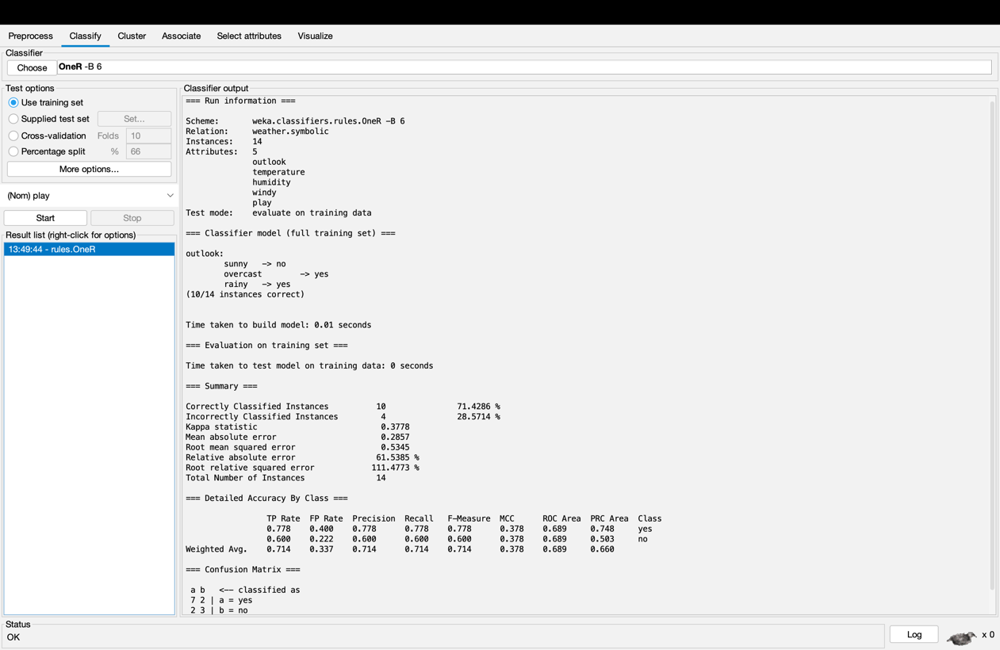 Preprocess Classify Cluster Associate Select attributes Visualize
Classifier
Choose OneR -B 6
Test options
Use training set
Supplied test set Set...
Cross-validation Folds 10
Percentage split % 66
More options...
(Nom) play
Start Stop
Result list (right-click for options)
13:49:44 - rules.OneR
Classifier output
=== Run information ===
Scheme: weka.classifiers.rules.OneR -B 6
Relation: weather.symbolic
Instances: 14
Attributes: 5
outlook
temperature
humidity
windy
play
Test mode: evaluate on training data
=== Classifier model (full training set) ===
outlook:
sunny -> no
overcast -> yes
rainy -> yes
(10/14 instances correct)
Time taken to build model: 0.01 seconds
=== Evaluation on training set ===
Time taken to test model on training data: 0 seconds
=== Summary ===
Correctly Classified Instances 10 71.4286 %
Incorrectly Classified Instances 4 28.5714 %
Kappa statistic 0.3778
Mean absolute error 0.2857
Root mean squared error 0.5345
Relative absolute error 61.5385 %
Root relative squared error 111.4773 %
Total Number of Instances 14
=== Detailed Accuracy By Class ===
TP Rate FP Rate Precision Recall F-Measure MCC ROC Area PRC Area Class
0.778 0.400 0.778 0.778 0.778 0.378 0.689 0.748 yes
0.600 0.222 0.600 0.600 0.600 0.378 0.689 0.503 no
Weighted Avg. 0.714 0.337 0.714 0.714 0.714 0.378 0.689 0.660
=== Confusion Matrix ===
a b <-- classified as
7 2 | a = yes
2 3 | b = no
Status
OK
Log x 0